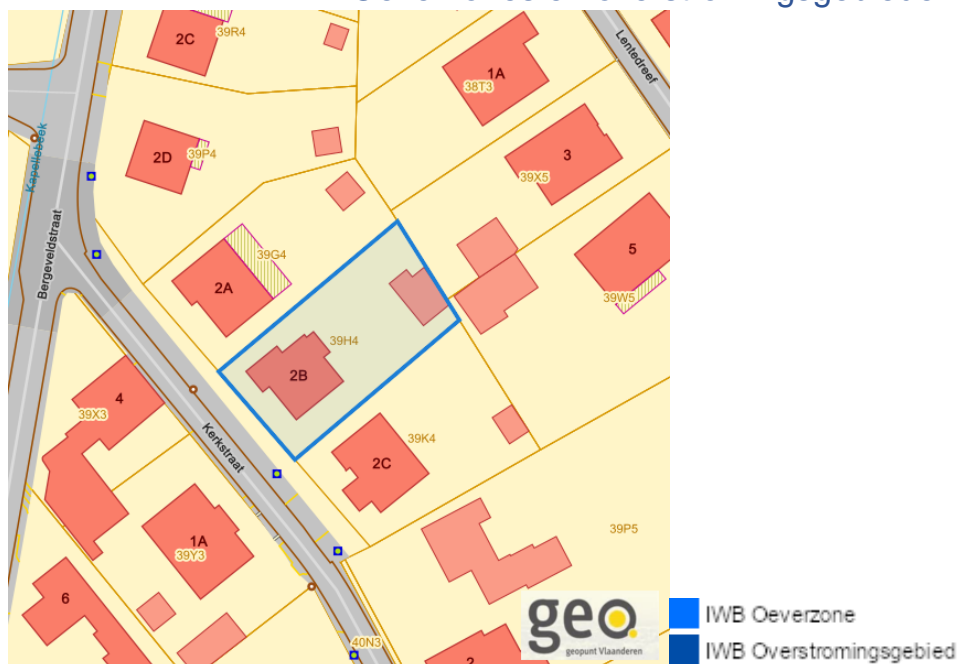 2C
39R4
Lentedreef
1A
38T3
3
39X5
2D
39P4
Kapellebeek
Bergeveldstraat
39G4
2A
5
39W5
39H4
2B
4
39X3
Kerkstraat
39K4
2C
39P5
1A
39Y3
6
40N3
2
geo.
geopunt Vlaanderen
IWB Oeverzone
IWB Overstromingsgebied